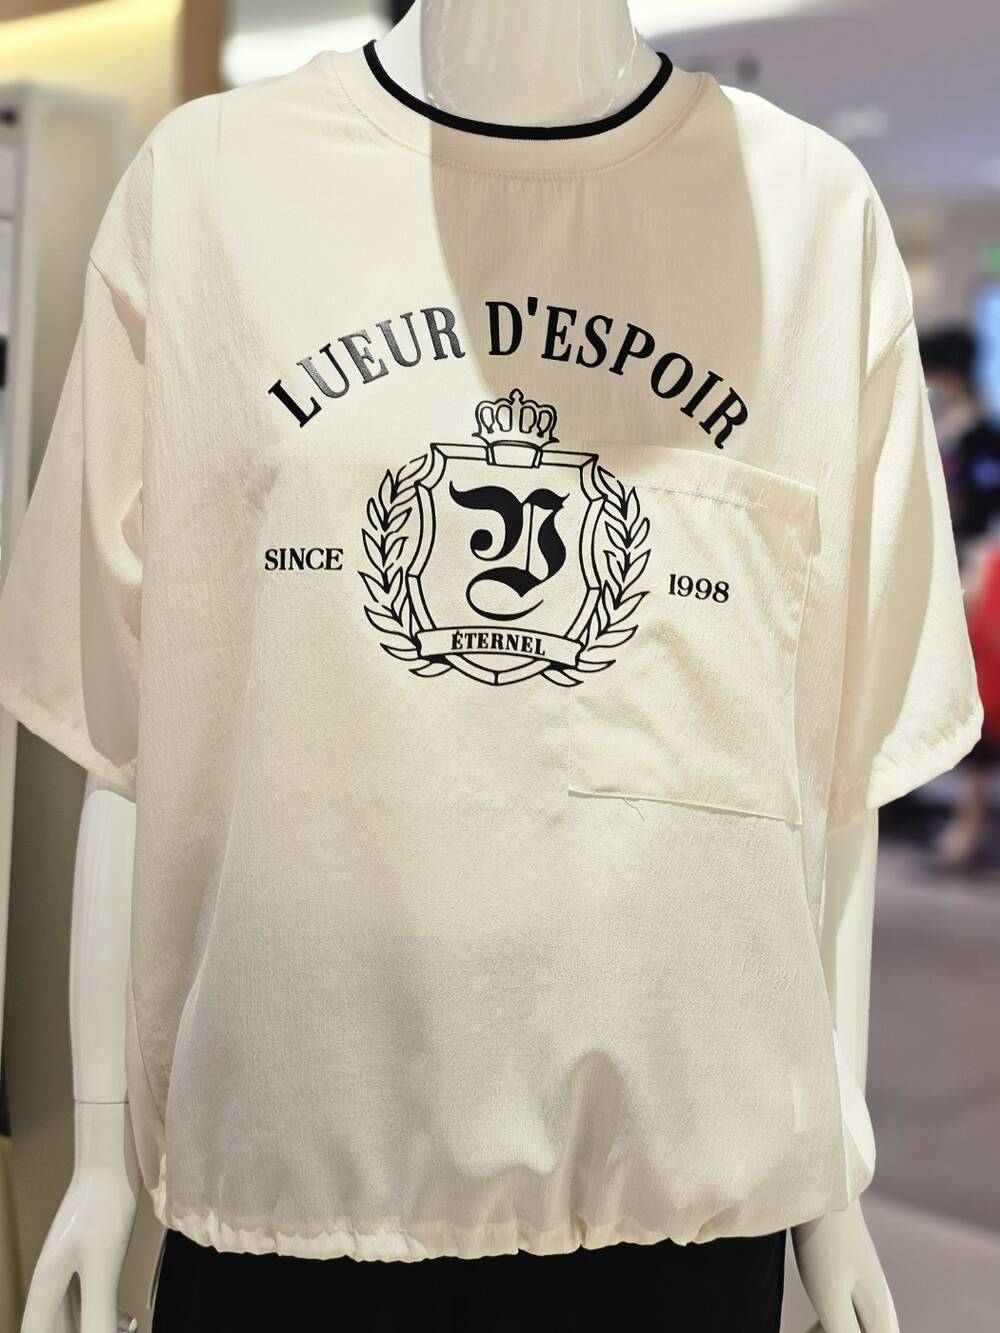 LUEUR D'ESPOIR
SINCE
1998
ÉTERNEL